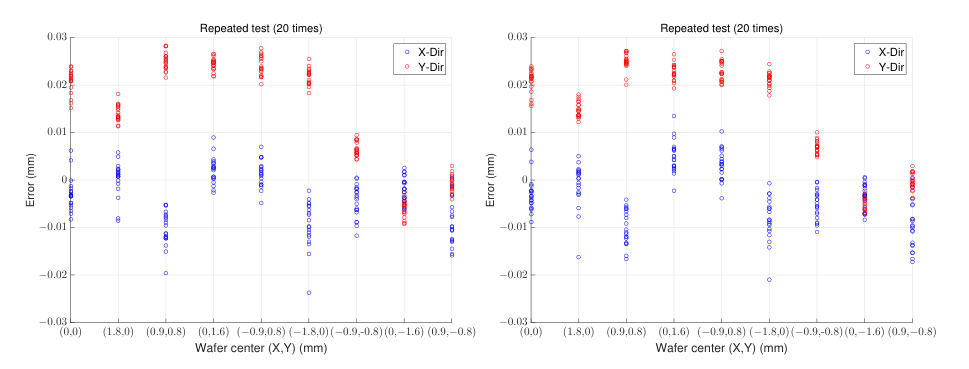 Repeated test (20 times)
0.03
0.02
0.01
0
−0.01
−0.02
−0.03
Error (mm)
X-Dir
Y-Dir
(0,0) (1.8,0) (0.9,0.8) (0,1.6) (−0.9,0.8) (−1.8,0) (−0.9,-0.8) (0,−1.6) (0.9,−0.8)
Wafer center (X,Y) (mm)
Repeated test (20 times)
0.03
0.02
0.01
0
−0.01
−0.02
−0.03
Error (mm)
X-Dir
Y-Dir
(0,0) (1.8,0) (0.9,0.8) (0,1.6) (−0.9,0.8) (−1.8,0) (−0.9,-0.8) (0,−1.6) (0.9,−0.8)
Wafer center (X,Y) (mm)